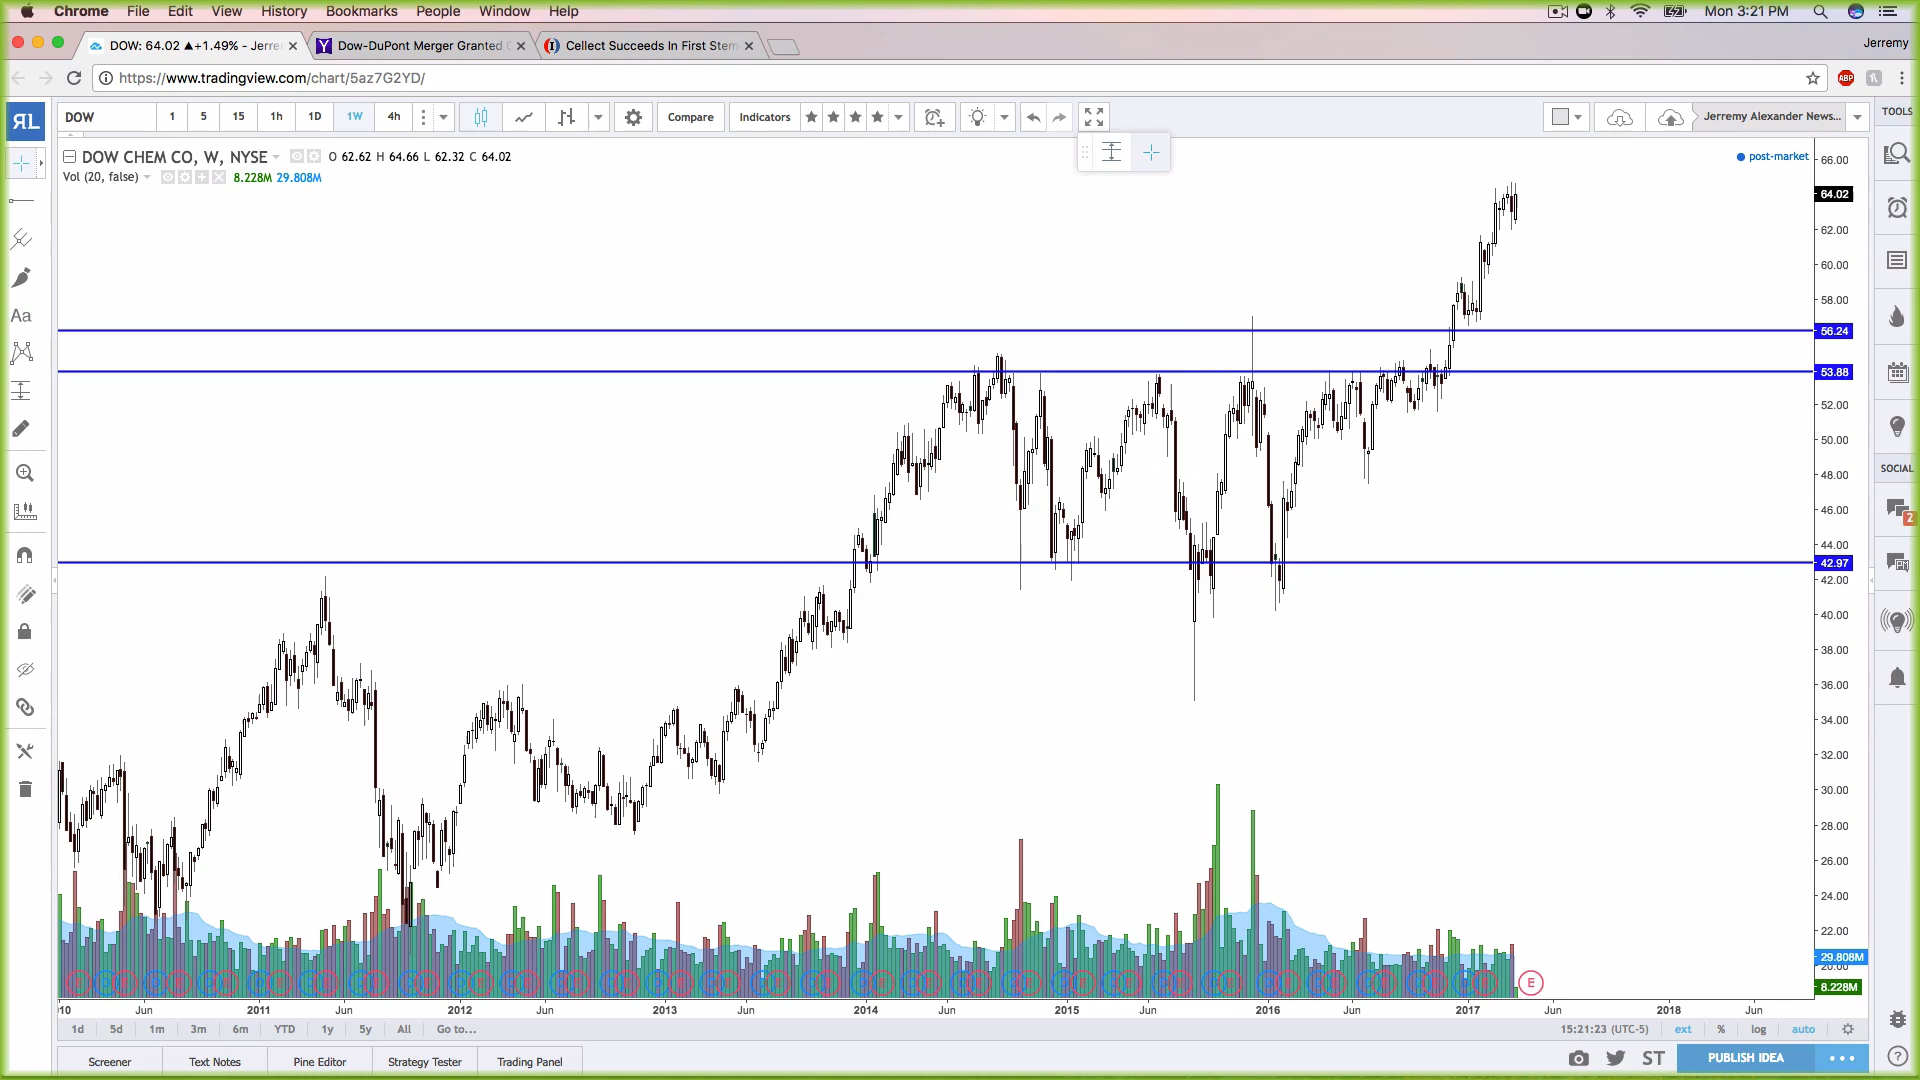 Chrome File Edit View History Bookmarks People Window Help Mon 3:21 PM
DOW: 64.02 ▲+1.49% - Jerre Dow-DuPont Merger Granted Cellect Succeeds In First Stem Jerremy
https://www.tradingview.com/chart/5az7G2YD/ ABP
DOW 1 5 15 1h 1D 1W 4h Compare Indicators Jerremy Alexander News... TOOLS
DOW CHEM CO, W, NYSE O 62.62 H 64.66 L 62.32 C 64.02 post-market
Vol (20, false) 8.228M 29.808M
66.00
64.02
62.00
60.00
58.00
56.24
53.88
52.00
50.00
48.00
46.00
44.00
42.97
42.00
40.00
38.00
36.00
34.00
32.00
30.00
28.00
26.00
24.00
22.00
29.808M
20.00
8.228M
Aa
SOCIAL
2
E
10 Jun 2011 Jun 2012 Jun 2013 Jun 2014 Jun 2015 Jun 2016 Jun 2017 Jun 2018 Jun
1d 5d 1m 3m 6m YTD 1y 5y All Go to... 15:21:23 (UTC-5) ext % log auto
Screener Text Notes Pine Editor Strategy Tester Trading Panel ST PUBLISH IDEA